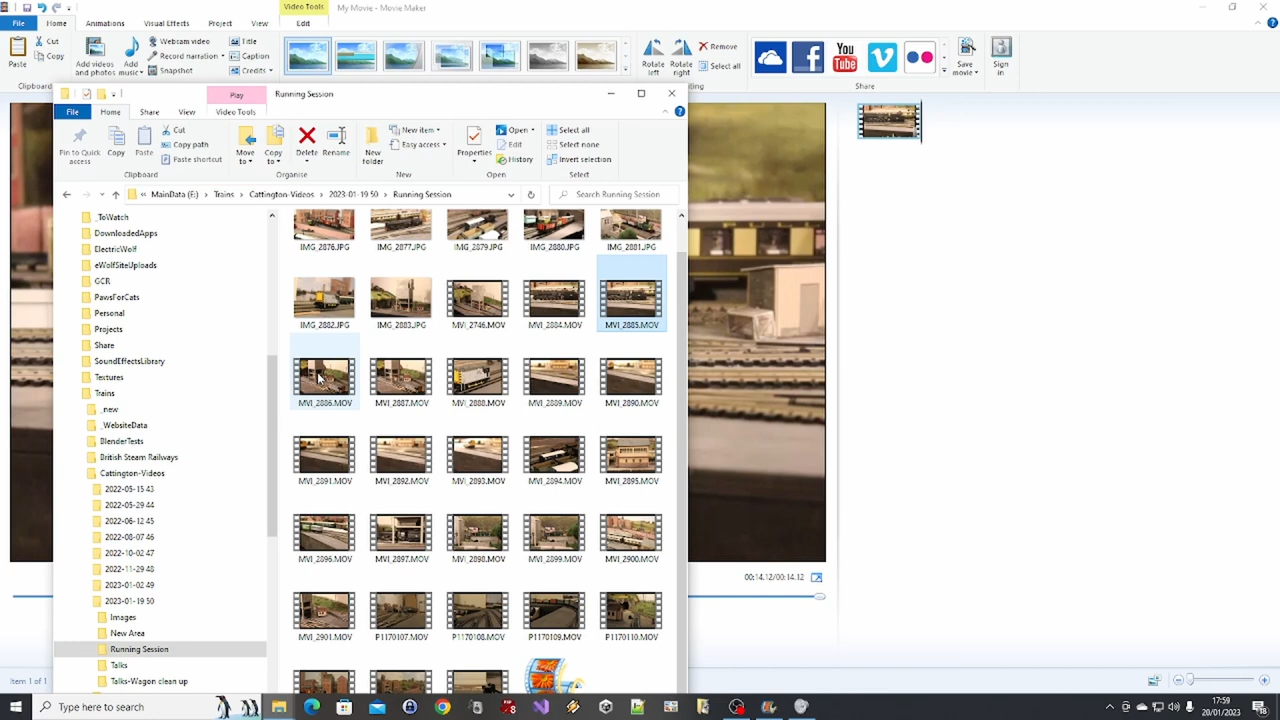 Video Tools
My Movie - Movie Maker
File
Home
Animations
Visual Effects
Project
View
Edit
Paste
Cut
Copy
Clipboard
Add videos
and photos
Add
music
Webcam video
Record narration
Snapshot
Title
Caption
Credits
Rotate
left
Rotate
right
Remove
Select all
You
Tube
Save
movie
Sign
in
Share
Play
Running Session
File
Home
Share
View
Video Tools
Pin to Quick
access
Copy
Paste
Cut
Copy path
Paste shortcut
Clipboard
Move
to
Copy
to
Delete
Rename
Organise
New
folder
New item
Easy access
New
Properties
Open
Edit
History
Open
Select all
Select none
Invert selection
Select
« MainData (E:) > Trains > Cattington-Videos > 2023-01-19 50 > Running Session
Search Running Session
_ToWatch
DownloadedApps
ElectricWolf
eWolfSiteUploads
GCR
PawsForCats
Personal
Projects
Share
SoundEffectsLibrary
Textures
Trains
_new
_WebsiteData
BlenderTests
British Steam Railways
Cattington-Videos
2022-05-15 43
2022-05-29 44
2022-06-12 45
2022-08-07 46
2022-10-02 47
2022-11-29 48
2023-01-02 49
2023-01-19 50
Images
New Area
Running Session
Talks
Talks-Wagon clean up
IMG_2876.JPG IMG_2877.JPG IMG_2879.JPG IMG_2880.JPG IMG_2881.JPG
IMG_2882.JPG IMG_2883.JPG MVI_2746.MOV MVI_2884.MOV MVI_2885.MOV
MVI_2886.MOV MVI_2887.MOV MVI_2888.MOV MVI_2889.MOV MVI_2890.MOV
MVI_2891.MOV MVI_2892.MOV MVI_2893.MOV MVI_2894.MOV MVI_2895.MOV
MVI_2896.MOV MVI_2897.MOV MVI_2898.MOV MVI_2899.MOV MVI_2900.MOV
MVI_2901.MOV P1170107.MOV P1170108.MOV P1170109.MOV P1170110.MOV
00:14.12/00:14.12
Item 1 of 1
Type here to search
17:59
20/01/2023